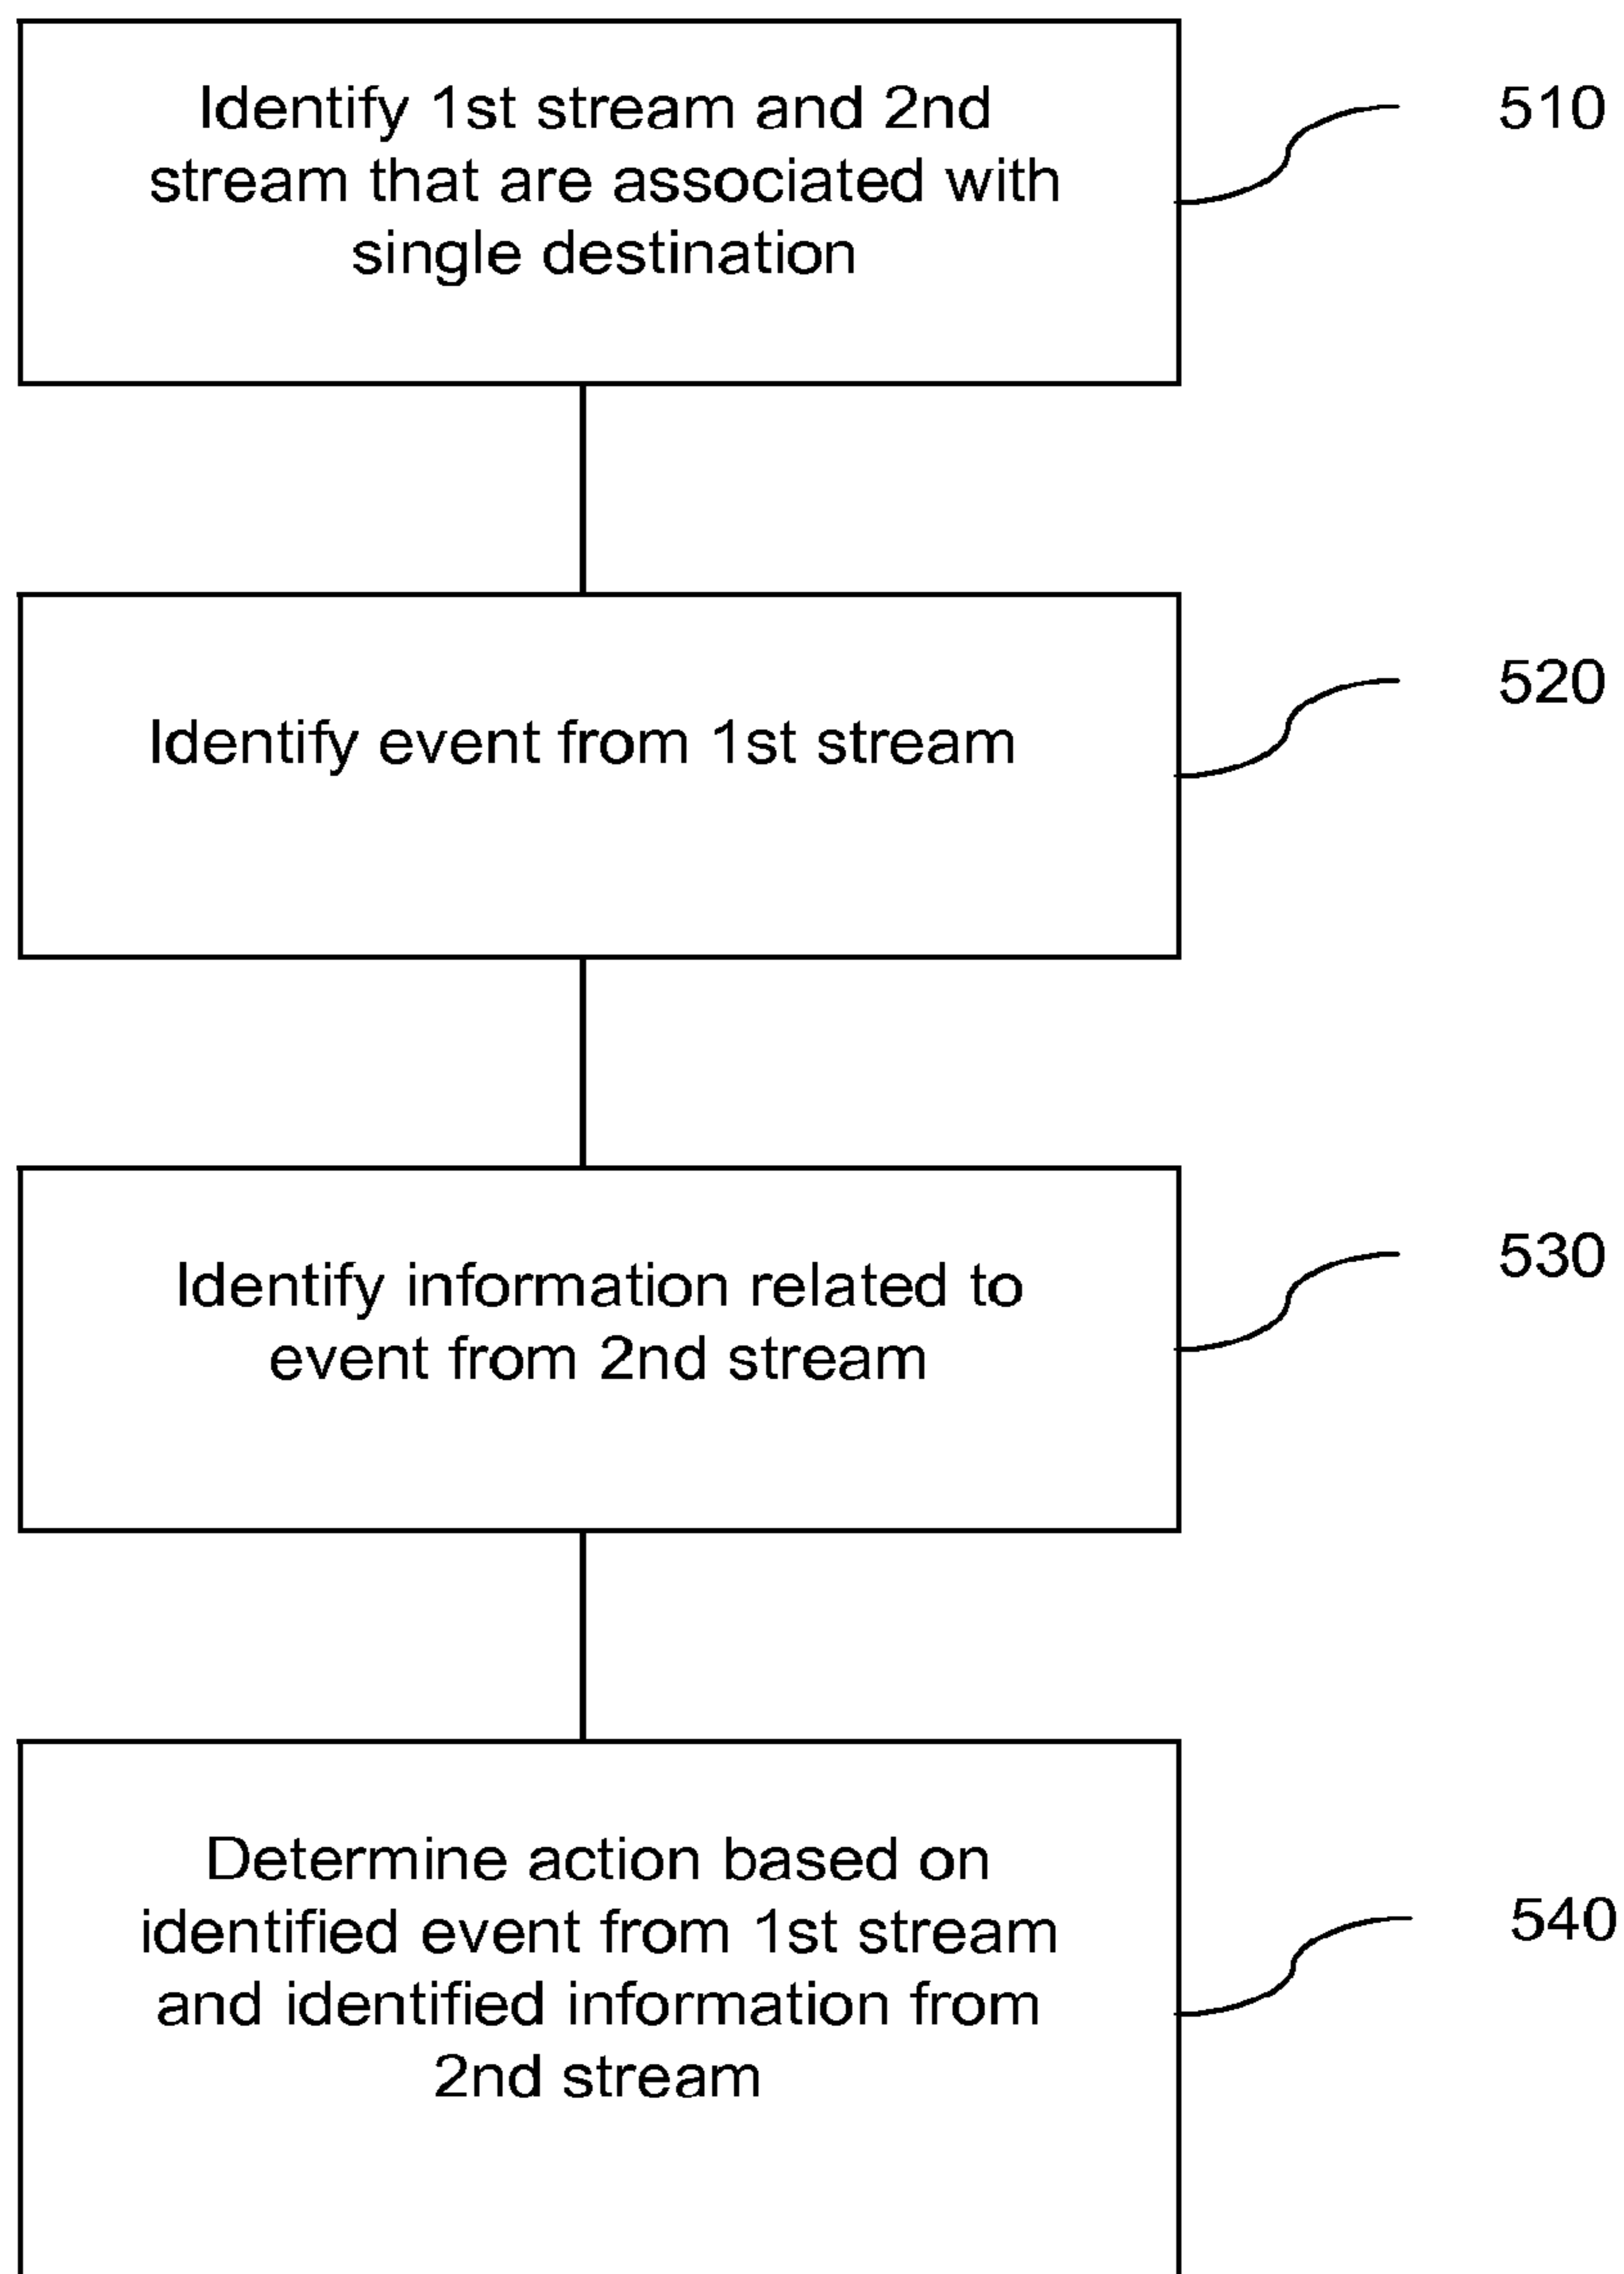 Identify 1st stream and 2nd
stream that are associated with
single destination
510
Identify event from 1st stream
520
Identify information related to
event from 2nd stream
530
Determine action based on
identified event from 1st stream
and identified information from
2nd stream
540